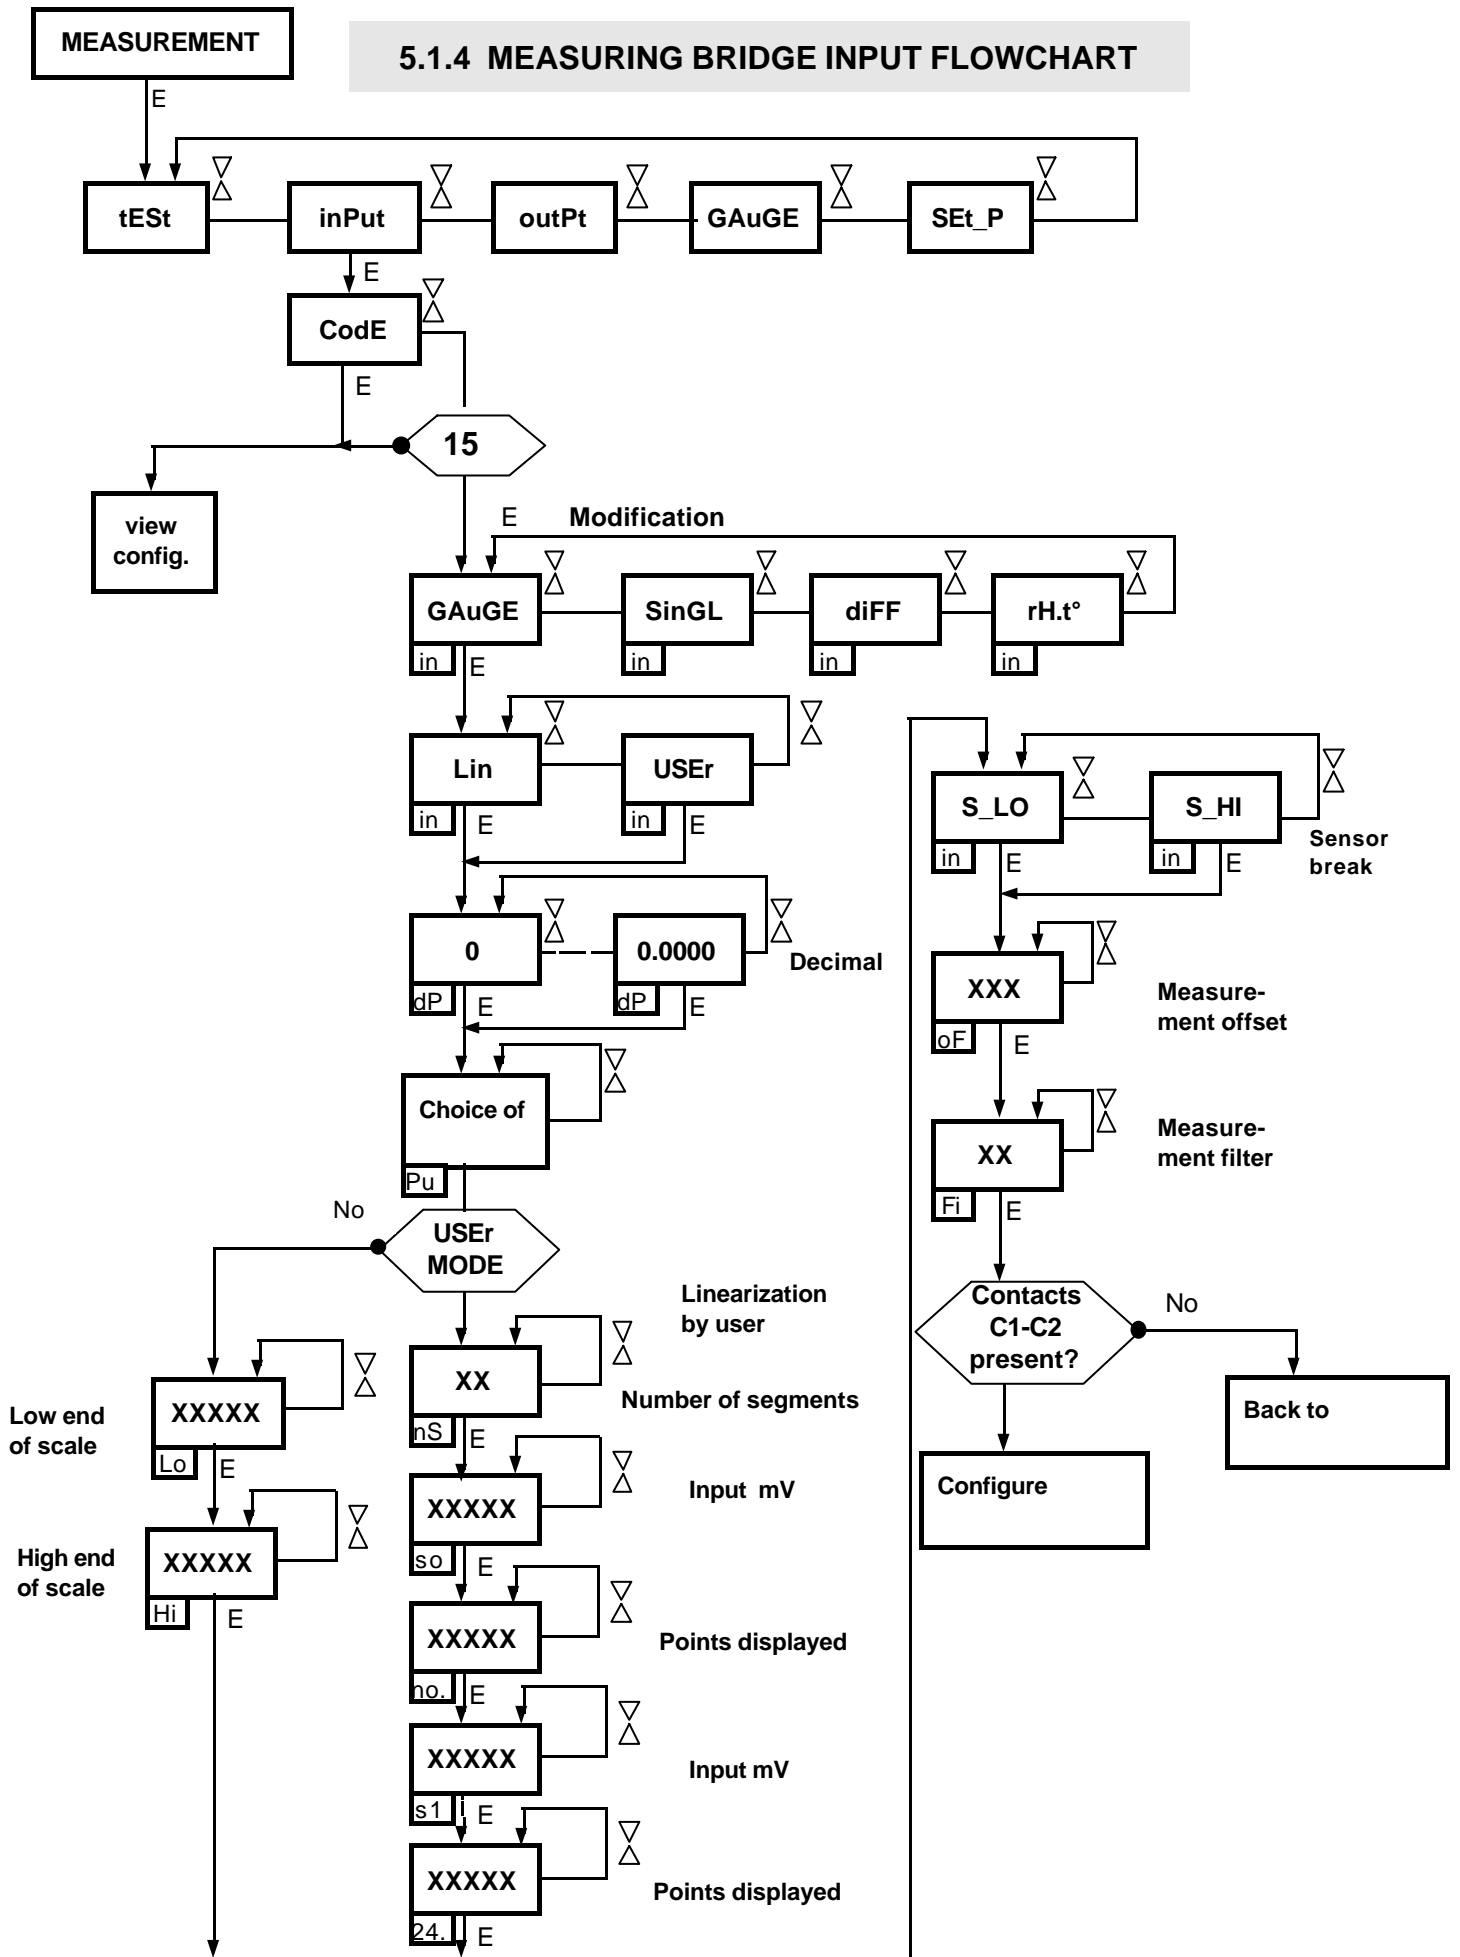 MEASUREMENT
5.1.4 MEASURING BRIDGE INPUT FLOWCHART
E
tESt
inPut
outPt
GAuGE
SEt_P
E
CodE
E
15
view
config.
E
Modification
GAuGE
in
E
SinGL
in
diFF
in
rH.t°
in
Lin
in
E
USEr
in
E
0
dP
E
0.0000
dP
E
Decimal
Choice of
Pu
USEr
MODE
No
Low end
of scale
XXXXX
Lo
E
High end
of scale
XXXXX
Hi
E
Linearization
by user
XX
nS
E
Number of segments
XXXXX
so
E
Input mV
XXXXX
no.
E
Points displayed
XXXXX
s1
E
Input mV
XXXXX
24.
E
Points displayed
S_LO
in
E
S_HI
in
E
Sensor
break
XXX
oF
E
Measure-
ment offset
XX
Fi
E
Measure-
ment filter
Contacts
C1-C2
present?
No
Back to
Configure